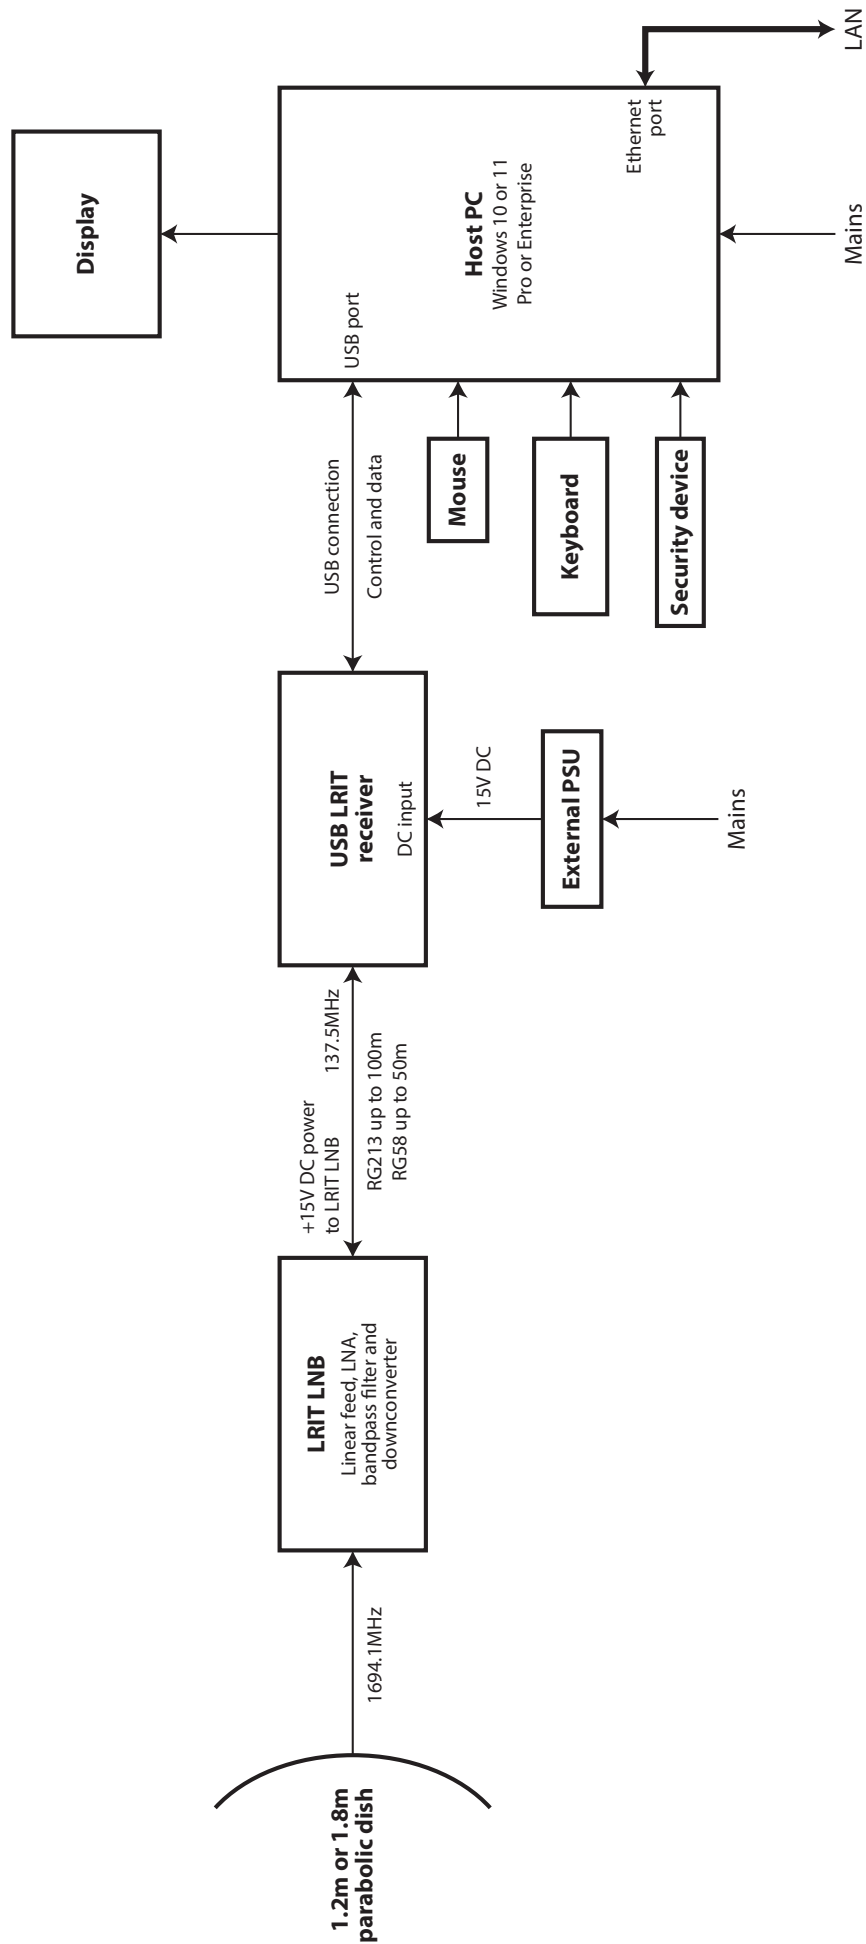 1.2m or 1.8m
parabolic dish
1694.1MHz
LRIT LNB
Linear feed, LNA,
bandpass filter and
downconverter
+15V DC power
to LRIT LNB
137.5MHz
RG213 up to 100m
RG58 up to 50m
USB LRIT
receiver
DC input
15V DC
External PSU
Mains
USB connection
Control and data
Mouse
Keyboard
Security device
USB port
Host PC
Windows 10 or 11
Pro or Enterprise
Ethernet
port
Display
Mains
LAN